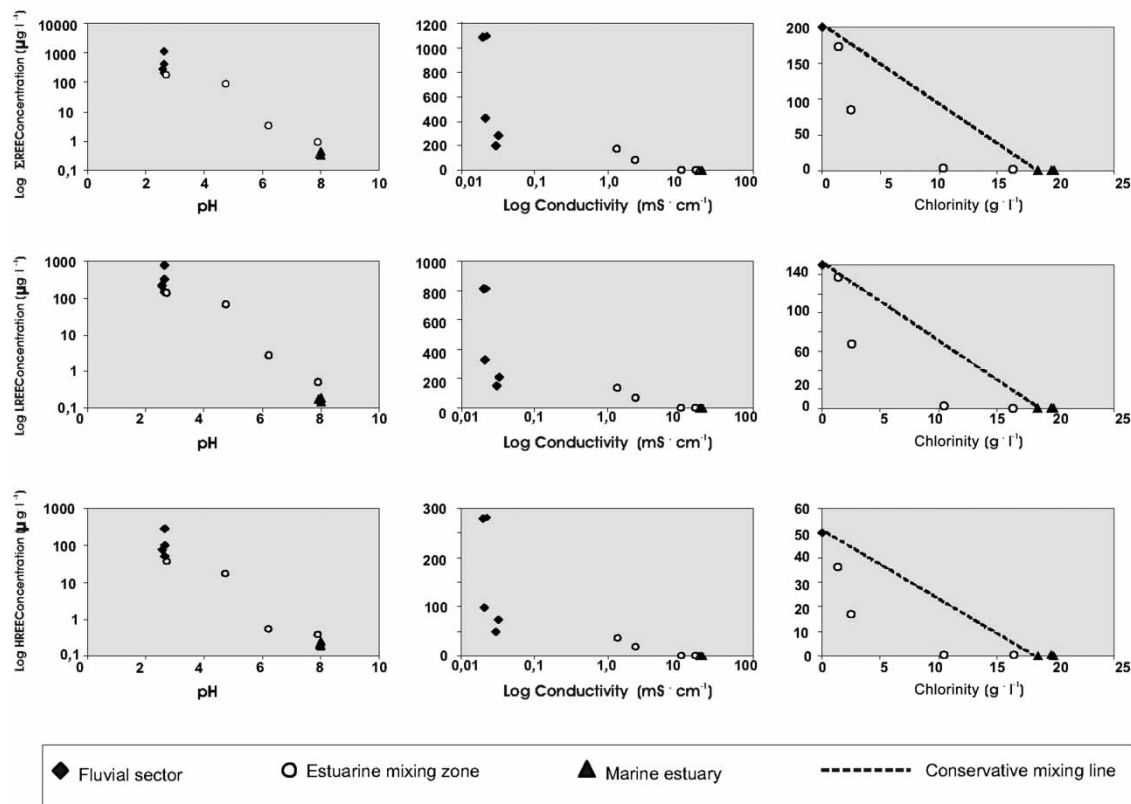 Log ΣREEConcentration (µg l⁻¹)
10000
1000
100
10
1
0,1
0 2 4 6 8 10
pH
1200
1000
800
600
400
200
0
0,01 0,1 1,0 10 100
Log Conductivity (mS · cm⁻¹)
200
150
100
50
0
0 5 10 15 20 25
Chlorinity (g · l⁻¹)
Log LREEConcentration (µg·l⁻¹)
1000
100
10
1
0,1
0 2 4 6 8 10
pH
1000
800
600
400
200
0
0,01 0,1 1,0 10 100
Log Conductivity (mS · cm⁻¹)
140
100
60
20
0
0 5 10 15 20 25
Chlorinity (g · l⁻¹)
Log HREEConcentration (µg l⁻¹)
1000
100
10
1
0,1
0 2 4 6 8 10
pH
300
200
100
0
0,01 0,1 1,0 10 100
Log Conductivity (mS · cm⁻¹)
60
50
40
30
20
10
0
0 5 10 15 20 25
Chlorinity (g · l⁻¹)
Fluvial sector Estuarine mixing zone Marine estuary Conservative mixing line